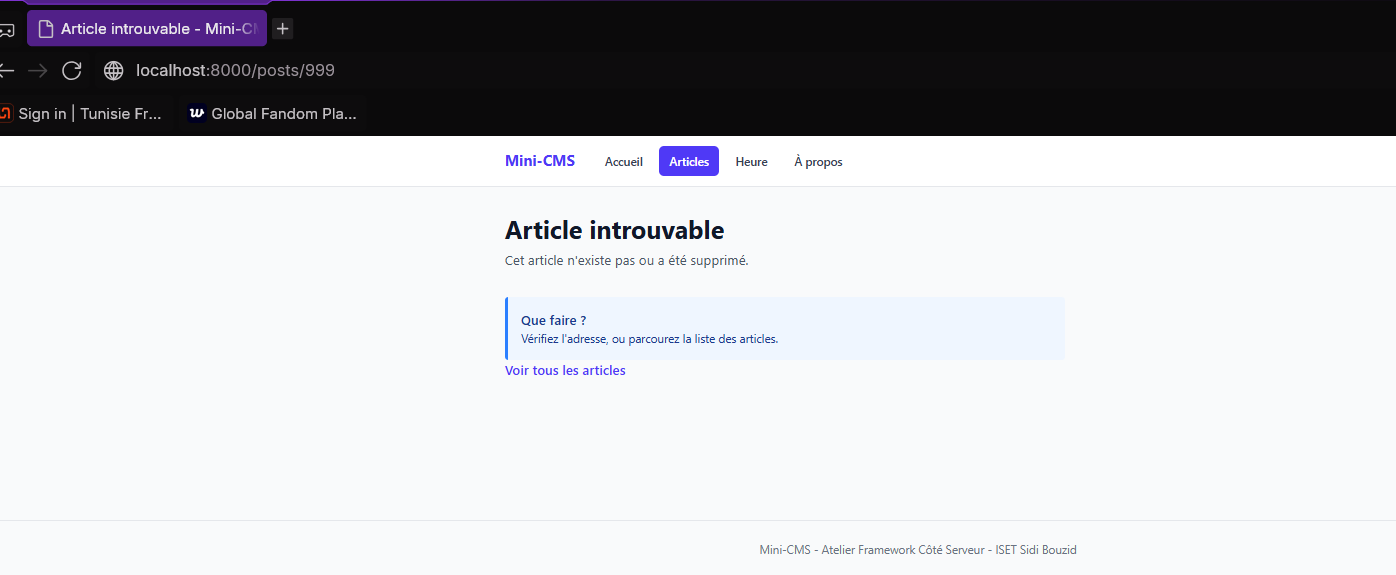 Article introuvable - Mini-C
localhost:8000/posts/999
Sign in | Tunisie Fr...
Global Fandom Pla...
Mini-CMS
Accueil
Articles
Heure
À propos
Article introuvable
Cet article n'existe pas ou a été supprimé.
Que faire ?
Vérifiez l'adresse, ou parcourez la liste des articles.
Voir tous les articles
Mini-CMS - Atelier Framework Côté Serveur - ISET Sidi Bouzid